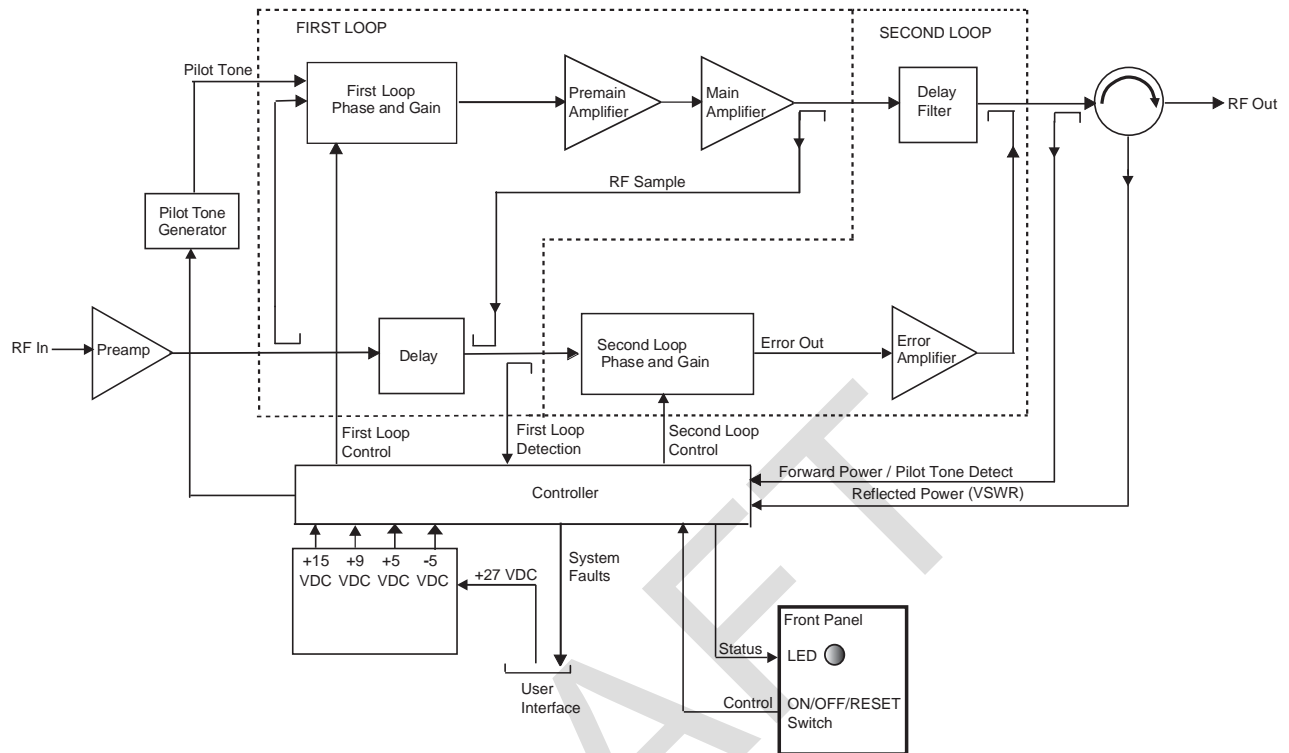 FIRST LOOP
SECOND LOOP
Pilot Tone
First Loop
Phase and Gain
Premain
Amplifier
Main
Amplifier
Delay
Filter
RF Out
RF Sample
Pilot Tone
Generator
RF In
Preamp
Delay
Second Loop
Phase and Gain
Error Out
Error
Amplifier
First Loop
Control
First Loop
Detection
Second Loop
Control
Forward Power / Pilot Tone Detect
Reflected Power (VSWR)
Controller
+15
VDC
+9
VDC
+5
VDC
-5
VDC
+27 VDC
System
Faults
User
Interface
Front Panel
Status
LED
Control
ON/OFF/RESET
Switch
AFT